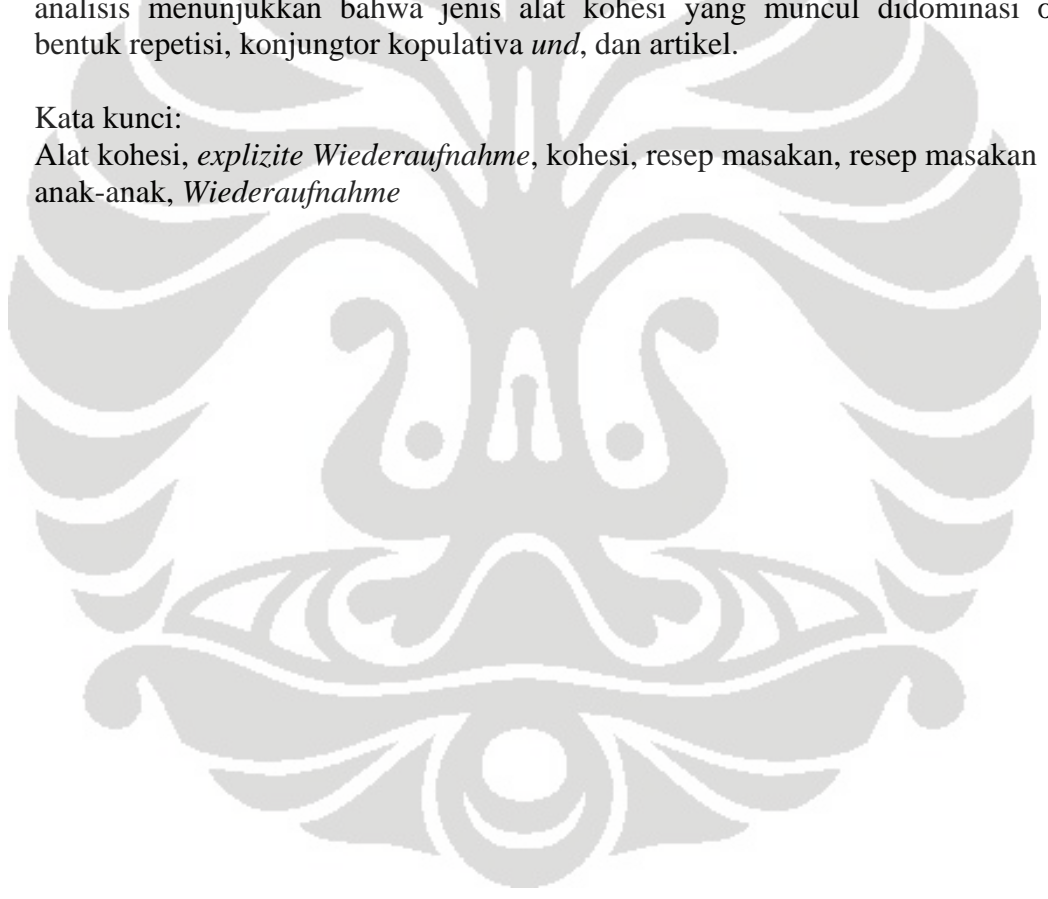 analisis menunjukkan bahwa jenis alat kohesi yang muncul didominasi
bentuk repetisi, konjungtor kopulativa und, dan artikel.
Kata kunci:
Alat kohesi, explizite Wiederaufnahme, kohesi, resep masakan, resep masakan
anak-anak, Wiederaufnahme